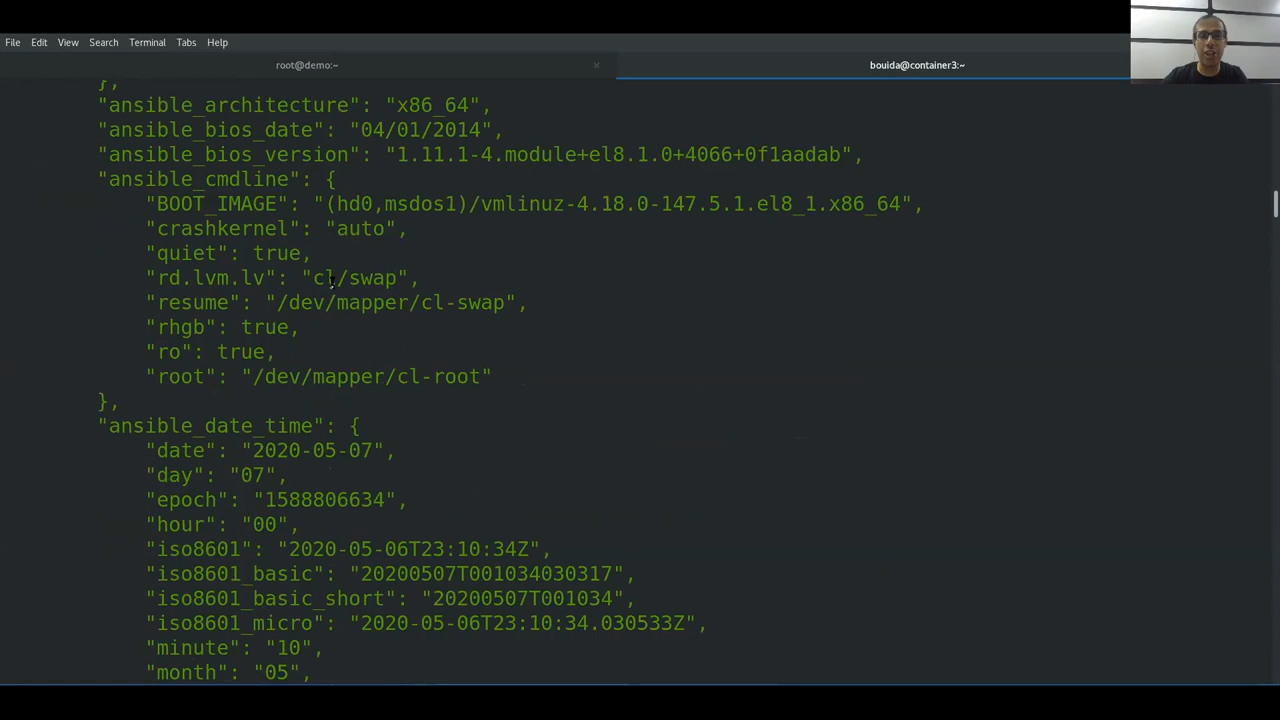 File Edit View Search Terminal Tabs Help
root@demo:~ × bouida@container3:~
},
"ansible_architecture": "x86_64",
"ansible_bios_date": "04/01/2014",
"ansible_bios_version": "1.11.1-4.module+el8.1.0+4066+0f1aadab",
"ansible_cmdline": {
"BOOT_IMAGE": "(hd0,msdos1)/vmlinuz-4.18.0-147.5.1.el8_1.x86_64",
"crashkernel": "auto",
"quiet": true,
"rd.lvm.lv": "cl/swap",
"resume": "/dev/mapper/cl-swap",
"rhgb": true,
"ro": true,
"root": "/dev/mapper/cl-root"
},
"ansible_date_time": {
"date": "2020-05-07",
"day": "07",
"epoch": "1588806634",
"hour": "00",
"iso8601": "2020-05-06T23:10:34Z",
"iso8601_basic": "20200507T001034030317",
"iso8601_basic_short": "20200507T001034",
"iso8601_micro": "2020-05-06T23:10:34.030533Z",
"minute": "10",
"month": "05",